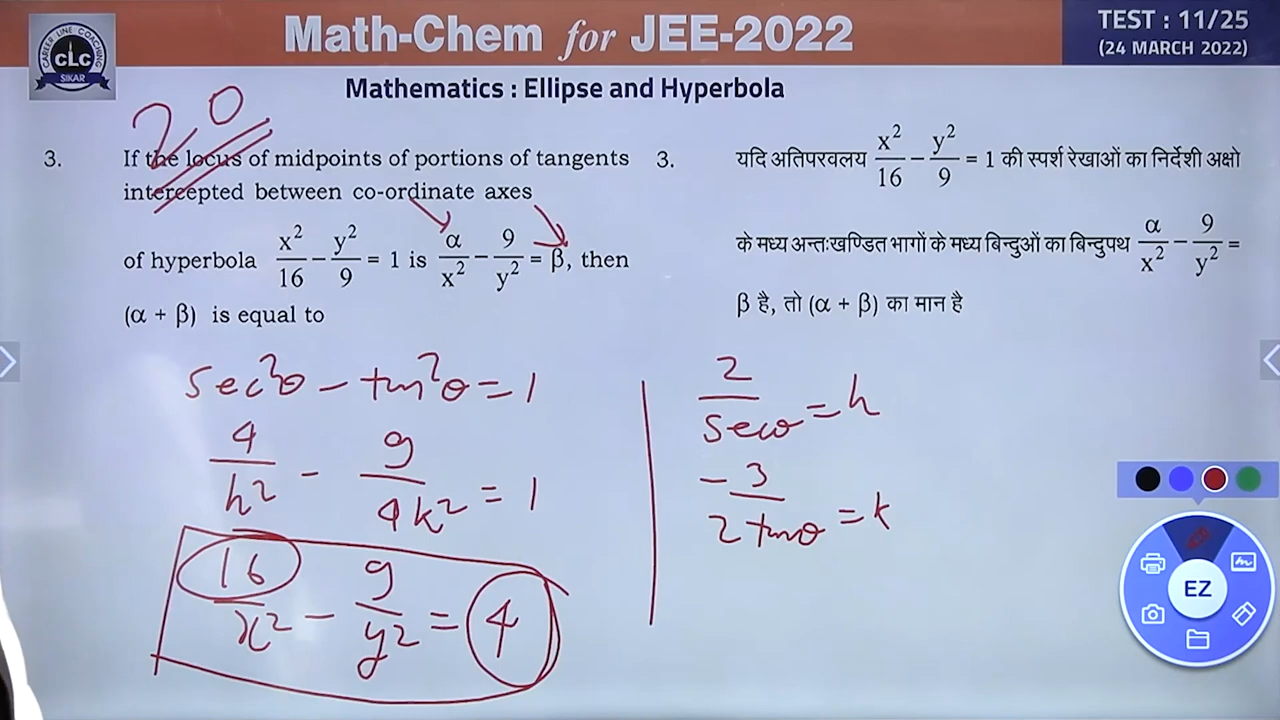 CAREER LINE COACHING
CLC
SIKAR
Math-Chem for JEE-2022
TEST : 11/25
(24 MARCH 2022)
Mathematics : Ellipse and Hyperbola
20
3. If the locus of midpoints of portions of tangents
intercepted between co-ordinate axes
of hyperbola x²/16 − y²/9 = 1 is α/x² − 9/y² = β, then
(α + β) is equal to
3. यदि अतिपरवलय x²/16 − y²/9 = 1 की स्पर्श रेखाओं का निर्देशी अक्षो
के मध्य अन्तःखण्डित भागों के मध्य बिन्दुओं का बिन्दुपथ α/x² − 9/y² =
β है, तो (α + β) का मान है
sec²θ − tan²θ = 1
4/h² − 9/4k² = 1
16/x² − 9/y² = 4
2/secθ = h
−3/2tanθ = k
EZ